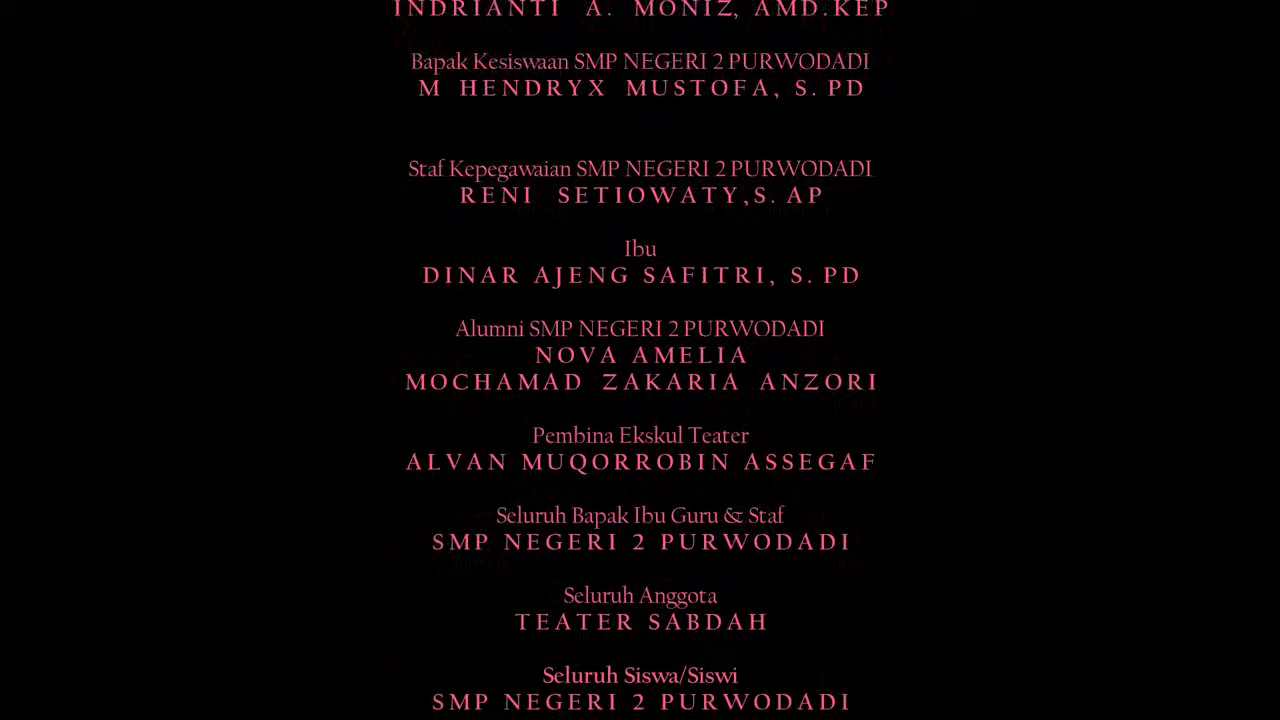 INDRIANTI A. MONIZ, AMD.KEP
Bapak Kesiswaan SMP NEGERI 2 PURWODADI
M HENDRYX MUSTOFA, S. PD
Staf Kepegawaian SMP NEGERI 2 PURWODADI
RENI SETIOWATY,S. AP
Ibu
DINAR AJENG SAFITRI, S. PD
Alumni SMP NEGERI 2 PURWODADI
NOVA AMELIA
MOCHAMAD ZAKARIA ANZORI
Pembina Ekskul Teater
ALVAN MUQORROBIN ASSEGAF
Seluruh Bapak Ibu Guru & Staf
SMP NEGERI 2 PURWODADI
Seluruh Anggota
TEATER SABDAH
Seluruh Siswa/Siswi
SMP NEGERI 2 PURWODADI